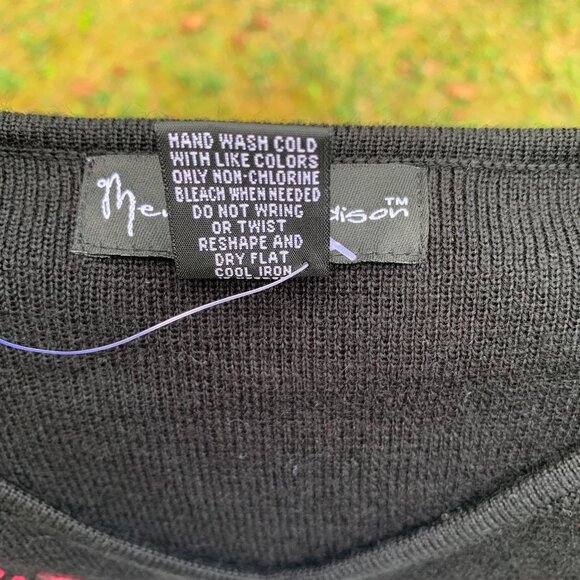 HAND WASH COLD
WITH LIKE COLORS
ONLY NON-CHLORINE
BLEACH WHEN NEEDED
DO NOT WRING
OR TWIST
RESHAPE AND
DRY FLAT
COOL IRON